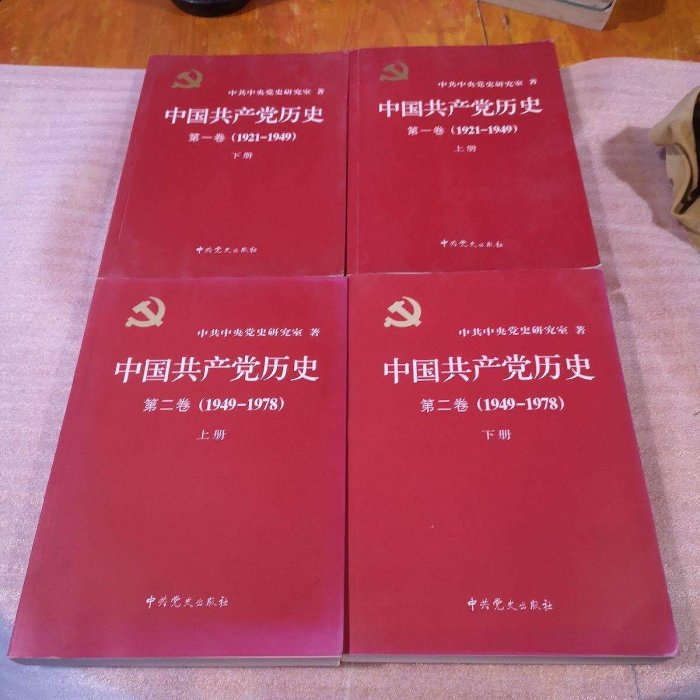 中共中央党史研究室 著
中国共产党历史
第一卷 (1921-1949)
下册
中共党史出版社
中共中央党史研究室 著
中国共产党历史
第一卷 (1921-1949)
上册
中共党史出版社
中共中央党史研究室 著
中国共产党历史
第二卷 (1949-1978)
上册
中共党史出版社
中共中央党史研究室 著
中国共产党历史
第二卷 (1949-1978)
下册
中共党史出版社